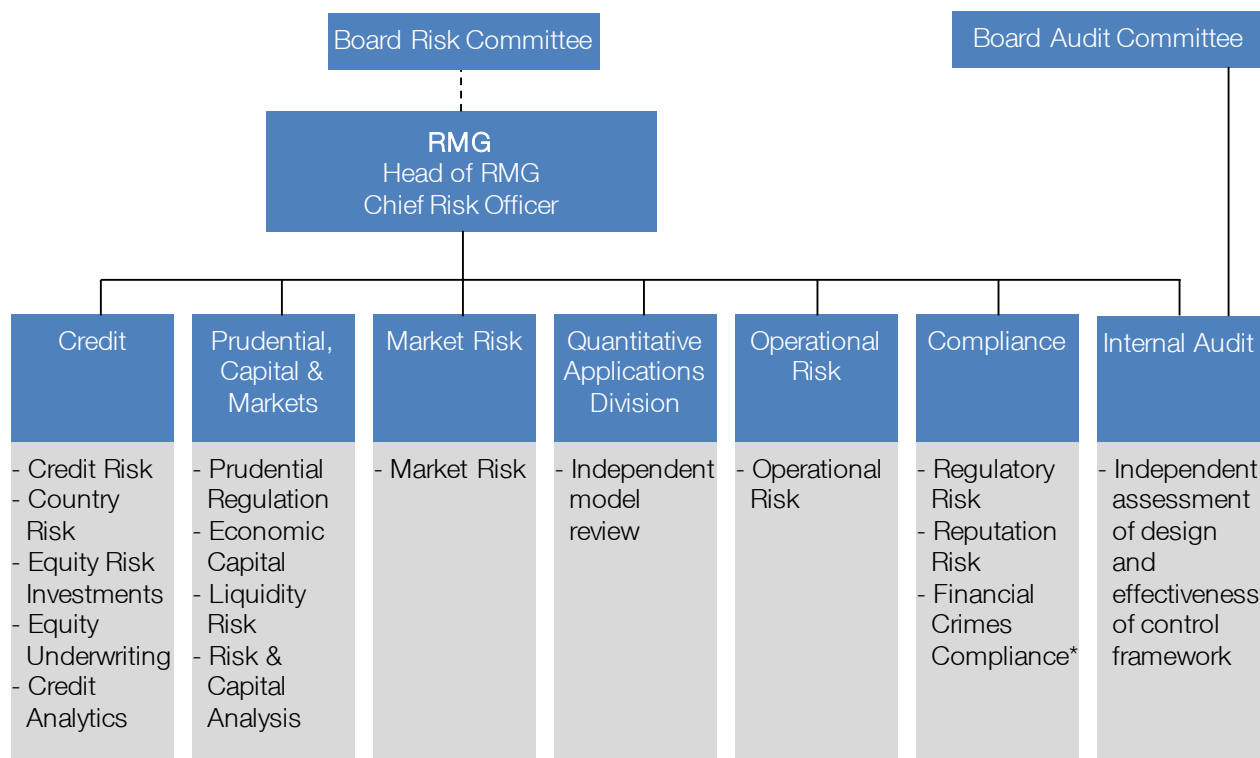 Board Risk Committee
Board Audit Committee
RMG
Head of RMG
Chief Risk Officer
Credit
Prudential,
Capital &
Markets
Market Risk
Quantitative
Applications
Division
Operational
Risk
Compliance
Internal Audit
- Credit Risk
- Country
Risk
- Equity Risk
Investments
- Equity
Underwriting
- Credit
Analytics
- Prudential
Regulation
- Economic
Capital
- Liquidity
Risk
- Risk &
Capital
Analysis
- Market Risk
- Independent
model
review
- Operational
Risk
- Regulatory
Risk
- Reputation
Risk
- Financial
Crimes
Compliance*
- Independent
assessment
of design
and
effectiveness
of control
framework